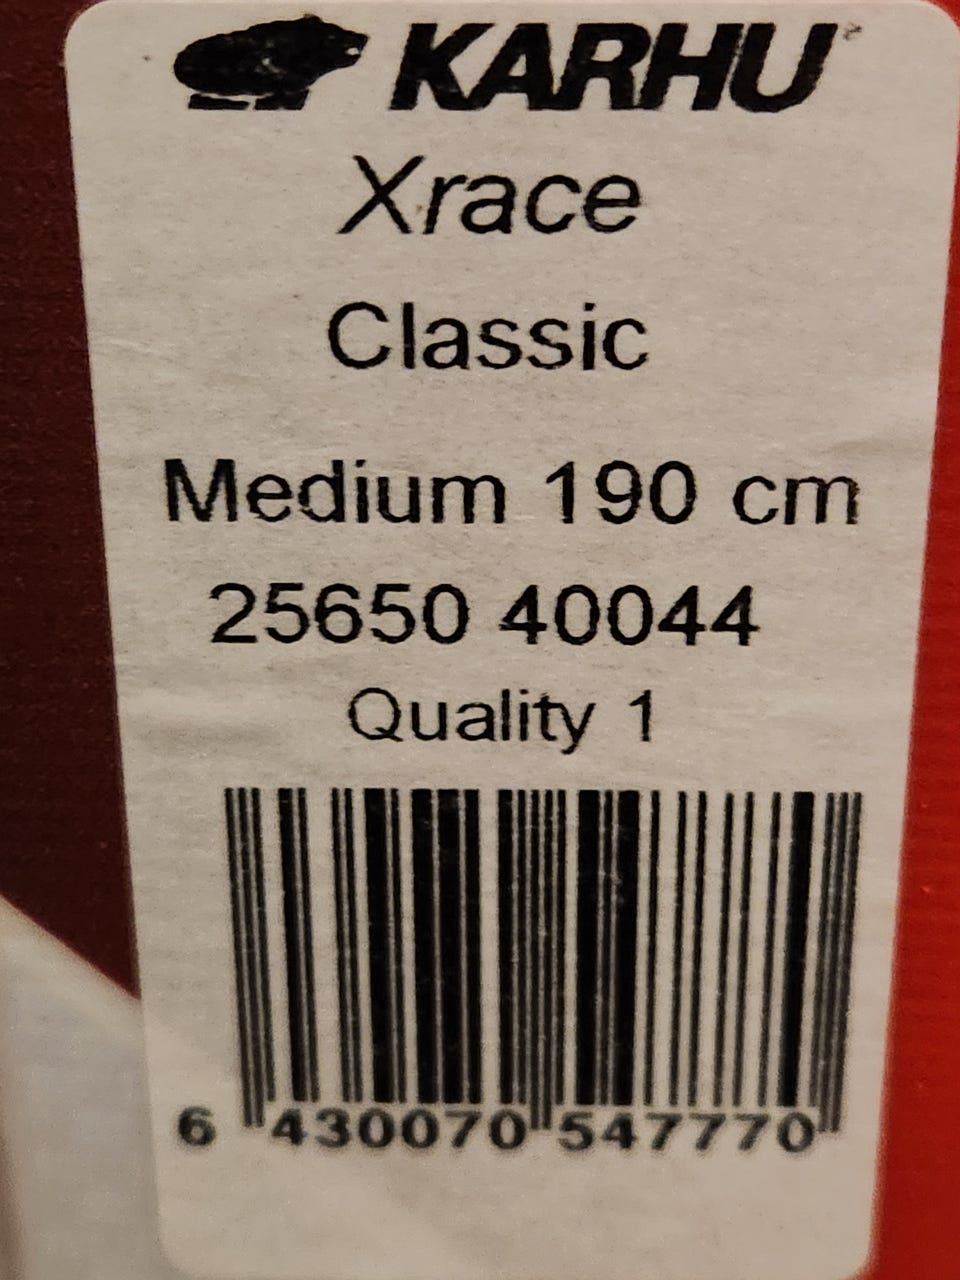 KARHU
Xrace
Classic
Medium 190 cm
25650 40044
Quality 1
6 430070 547770